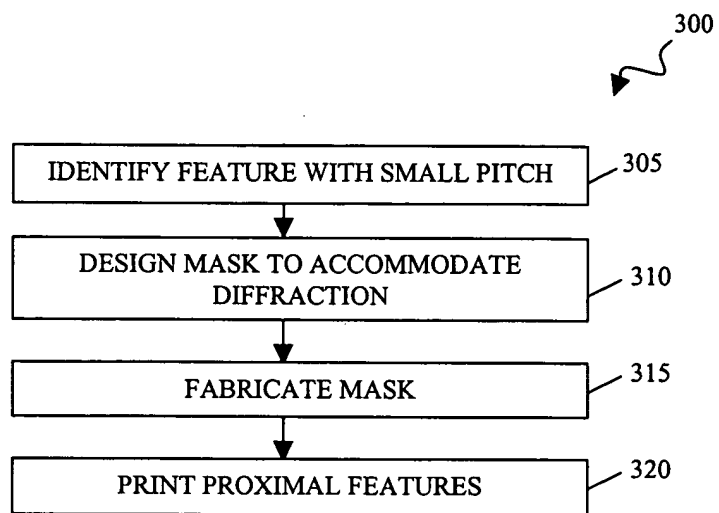 300
IDENTIFY FEATURE WITH SMALL PITCH
305
DESIGN MASK TO ACCOMMODATE
DIFFRACTION
310
FABRICATE MASK
315
PRINT PROXIMAL FEATURES
320